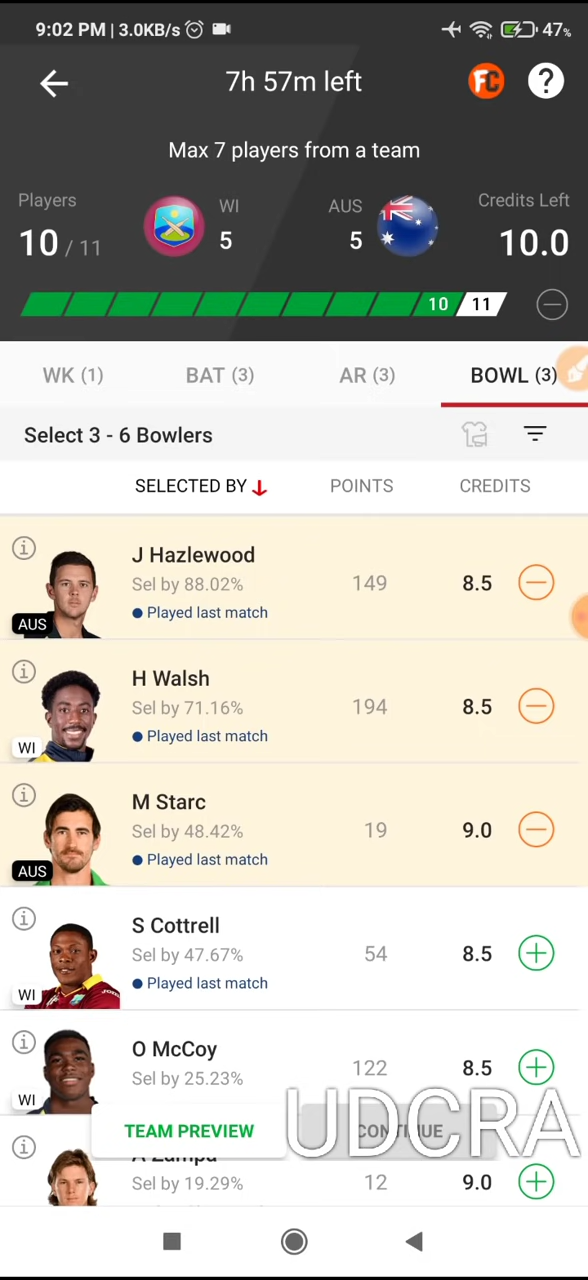 9:02 PM | 3.0KB/s 47%
7h 57m left FC ?
Max 7 players from a team
Players WI AUS Credits Left
10 / 11 5 5 10.0
10 11
WK (1) BAT (3) AR (3) BOWL (3)
Select 3 - 6 Bowlers
SELECTED BY POINTS CREDITS
J Hazlewood
Sel by 88.02% 149 8.5
AUS Played last match
H Walsh
Sel by 71.16% 194 8.5
WI Played last match
M Starc
Sel by 48.42% 19 9.0
AUS Played last match
S Cottrell
Sel by 47.67% 54 8.5
WI Played last match
O McCoy
Sel by 25.23% 122 8.5
WI
TEAM PREVIEW CONTINUE
UDCRA
A Zampa
Sel by 19.29% 12 9.0